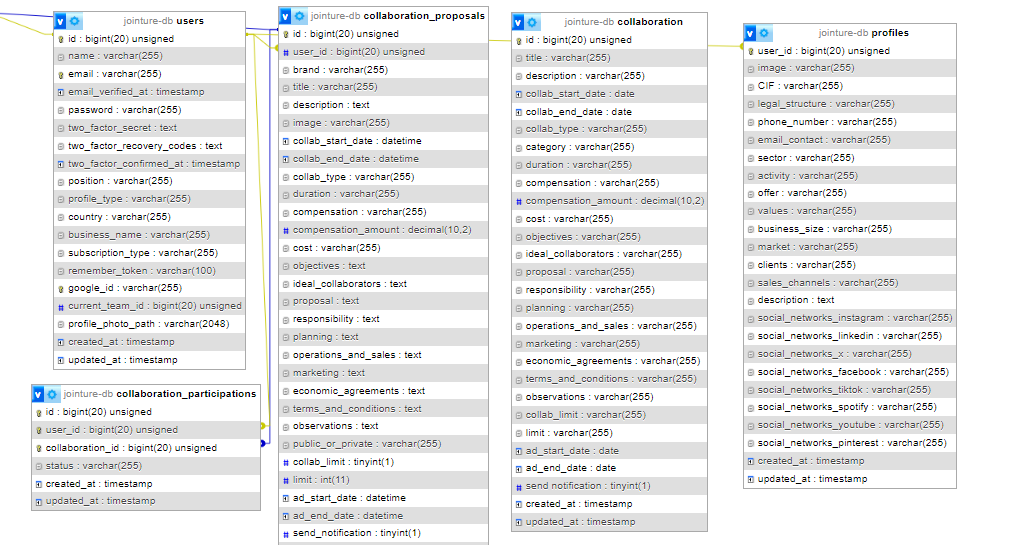 jointure-db users
id : bigint(20) unsigned
name : varchar(255)
email : varchar(255)
email_verified_at : timestamp
password : varchar(255)
two_factor_secret : text
two_factor_recovery_codes : text
two_factor_confirmed_at : timestamp
position : varchar(255)
profile_type : varchar(255)
country : varchar(255)
business_name : varchar(255)
subscription_type : varchar(255)
remember_token : varchar(100)
google_id : varchar(255)
current_team_id : bigint(20) unsigned
profile_photo_path : varchar(2048)
created_at : timestamp
updated_at : timestamp
jointure-db collaboration_participations
id : bigint(20) unsigned
user_id : bigint(20) unsigned
collaboration_id : bigint(20) unsigned
status : varchar(255)
created_at : timestamp
updated_at : timestamp
jointure-db collaboration_proposals
id : bigint(20) unsigned
user_id : bigint(20) unsigned
brand : varchar(255)
title : varchar(255)
description : text
image : varchar(255)
collab_start_date : datetime
collab_end_date : datetime
collab_type : varchar(255)
duration : varchar(255)
compensation : varchar(255)
compensation_amount : decimal(10,2)
cost : varchar(255)
objectives : text
ideal_collaborators : text
proposal : text
responsibility : text
planning : text
operations_and_sales : text
marketing : text
economic_agreements : text
terms_and_conditions : text
observations : text
public_or_private : varchar(255)
collab_limit : tinyint(1)
limit : int(11)
ad_start_date : datetime
ad_end_date : datetime
send_notification : tinyint(1)
jointure-db collaboration
id : bigint(20) unsigned
title : varchar(255)
description : varchar(255)
collab_start_date : date
collab_end_date : date
collab_type : varchar(255)
category : varchar(255)
duration : varchar(255)
compensation : varchar(255)
compensation_amount : decimal(10,2)
cost : varchar(255)
objectives : varchar(255)
ideal_collaborators : varchar(255)
proposal : varchar(255)
responsibility : varchar(255)
planning : varchar(255)
operations_and_sales : varchar(255)
marketing : varchar(255)
economic_agreements : varchar(255)
terms_and_conditions : varchar(255)
observations : varchar(255)
collab_limit : varchar(255)
limit : varchar(255)
ad_start_date : date
ad_end_date : date
send notification : tinyint(1)
created_at : timestamp
updated_at : timestamp
jointure-db profiles
user_id : bigint(20) unsigned
image : varchar(255)
CIF : varchar(255)
legal_structure : varchar(255)
phone_number : varchar(255)
email_contact : varchar(255)
sector : varchar(255)
activity : varchar(255)
offer : varchar(255)
values : varchar(255)
business_size : varchar(255)
market : varchar(255)
clients : varchar(255)
sales_channels : varchar(255)
description : text
social_networks_instagram : varchar(255)
social_networks_linkedin : varchar(255)
social_networks_x : varchar(255)
social_networks_facebook : varchar(255)
social_networks_tiktok : varchar(255)
social_networks_spotify : varchar(255)
social_networks_youtube : varchar(255)
social_networks_pinterest : varchar(255)
created_at : timestamp
updated_at : timestamp